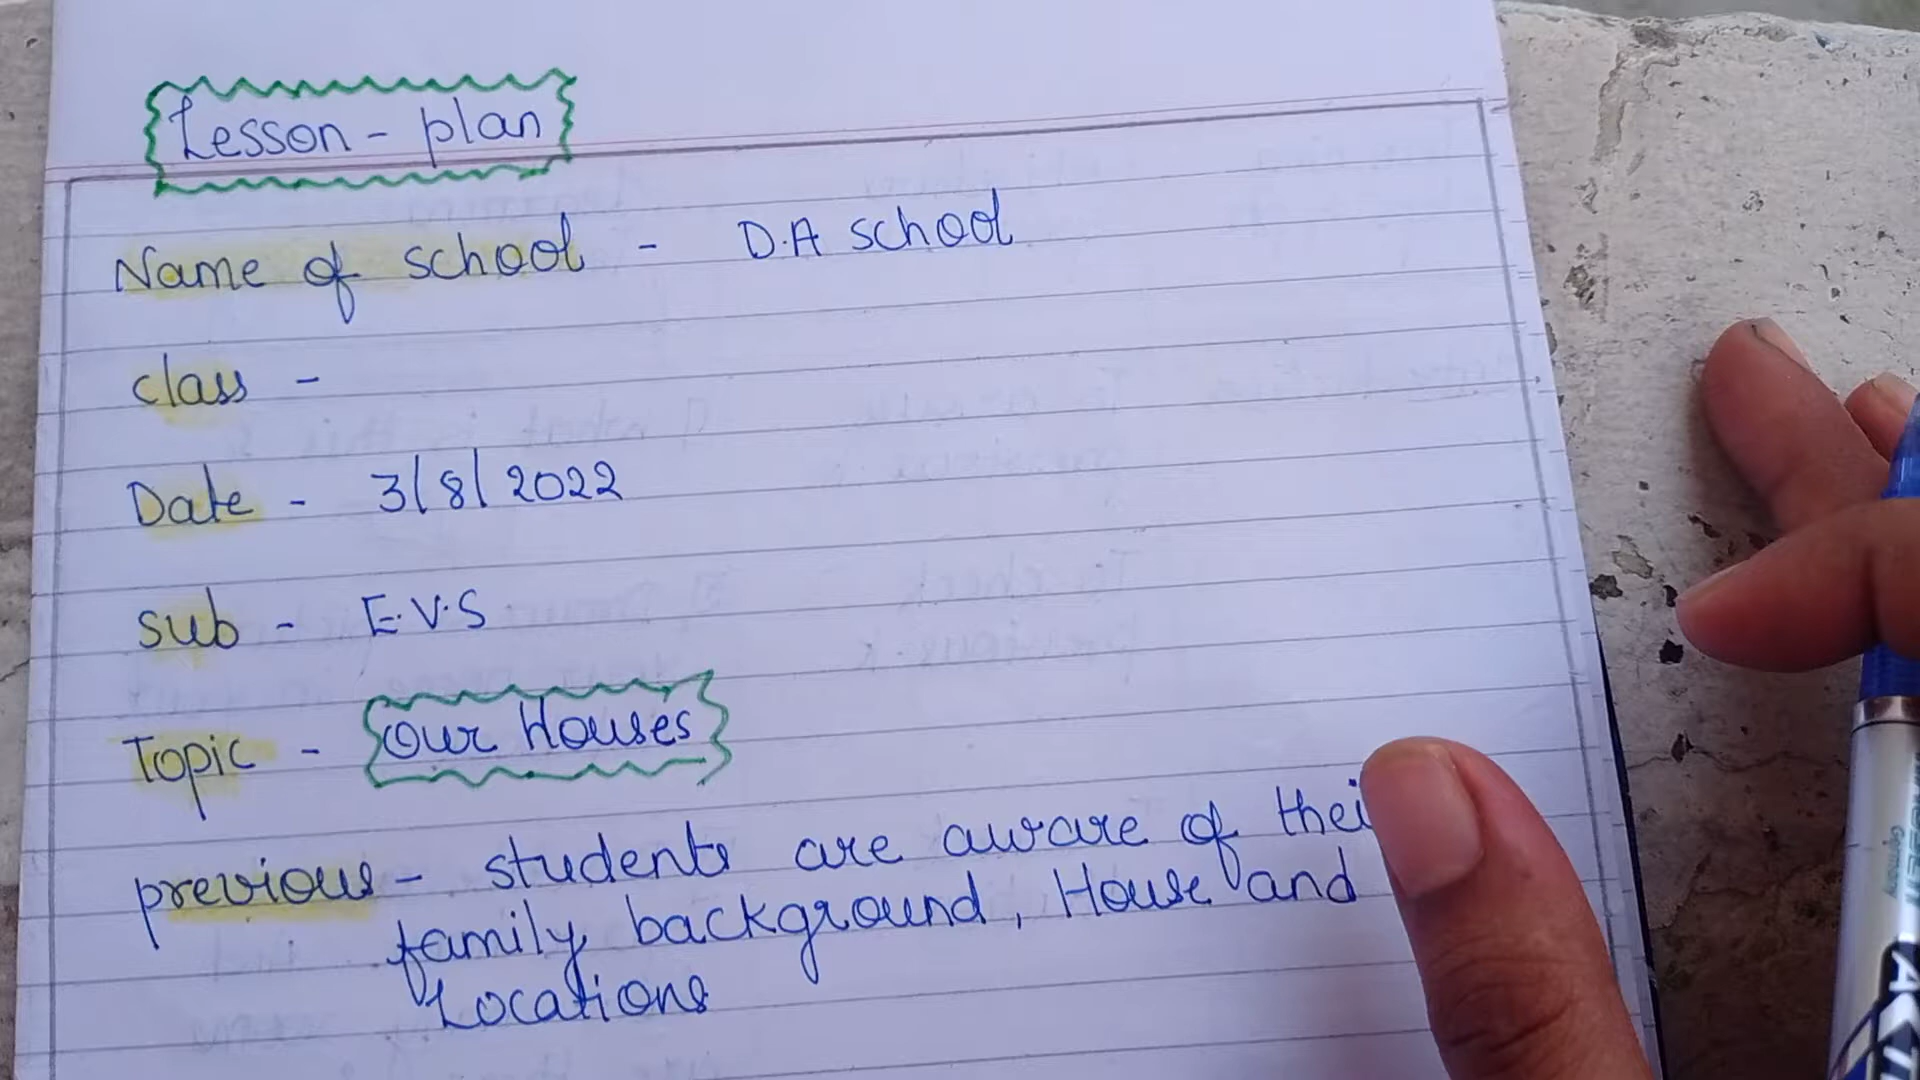 Lesson - plan
Name of school - D.A school
class -
Date - 3/8/2022
sub - E.V.S
Topic - Our Houses
previous - students are aware of thei
family background, House and
Locations